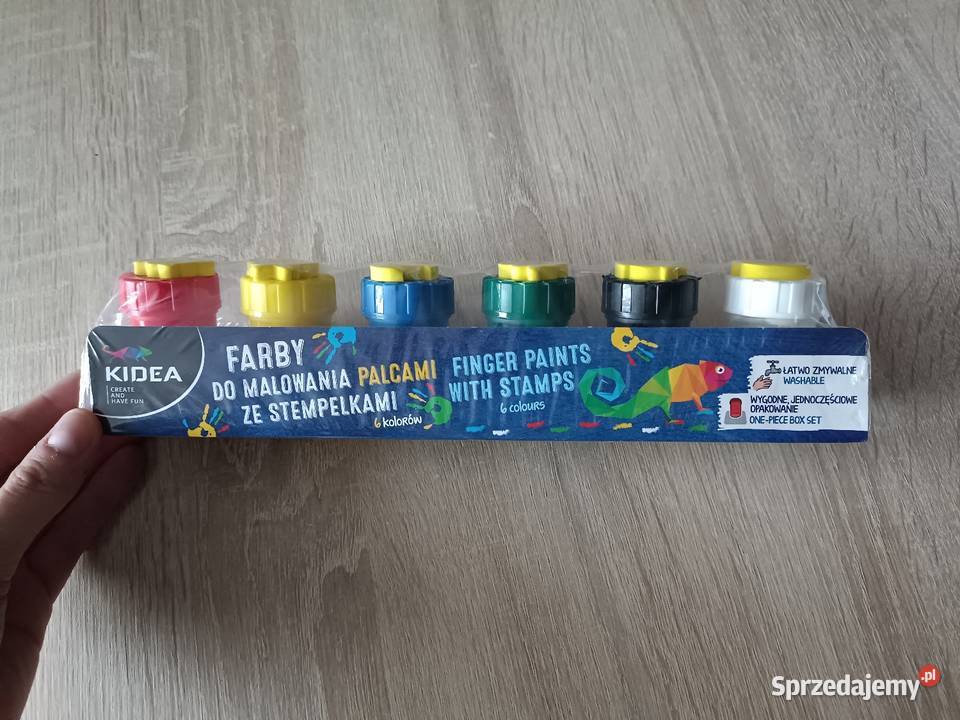 KIDEA
CREATE
AND
HAVE FUN
FARBY
DO MALOWANIA PALCAMI
ZE STEMPELKAMI
6 kolorów
FINGER PAINTS
WITH STAMPS
6 colours
ŁATWO ZMYWALNE
WASHABLE
WYGODNE, JEDNOCZĘŚCIOWE
OPAKOWANIE
ONE-PIECE BOX SET
Sprzedajemy.pl